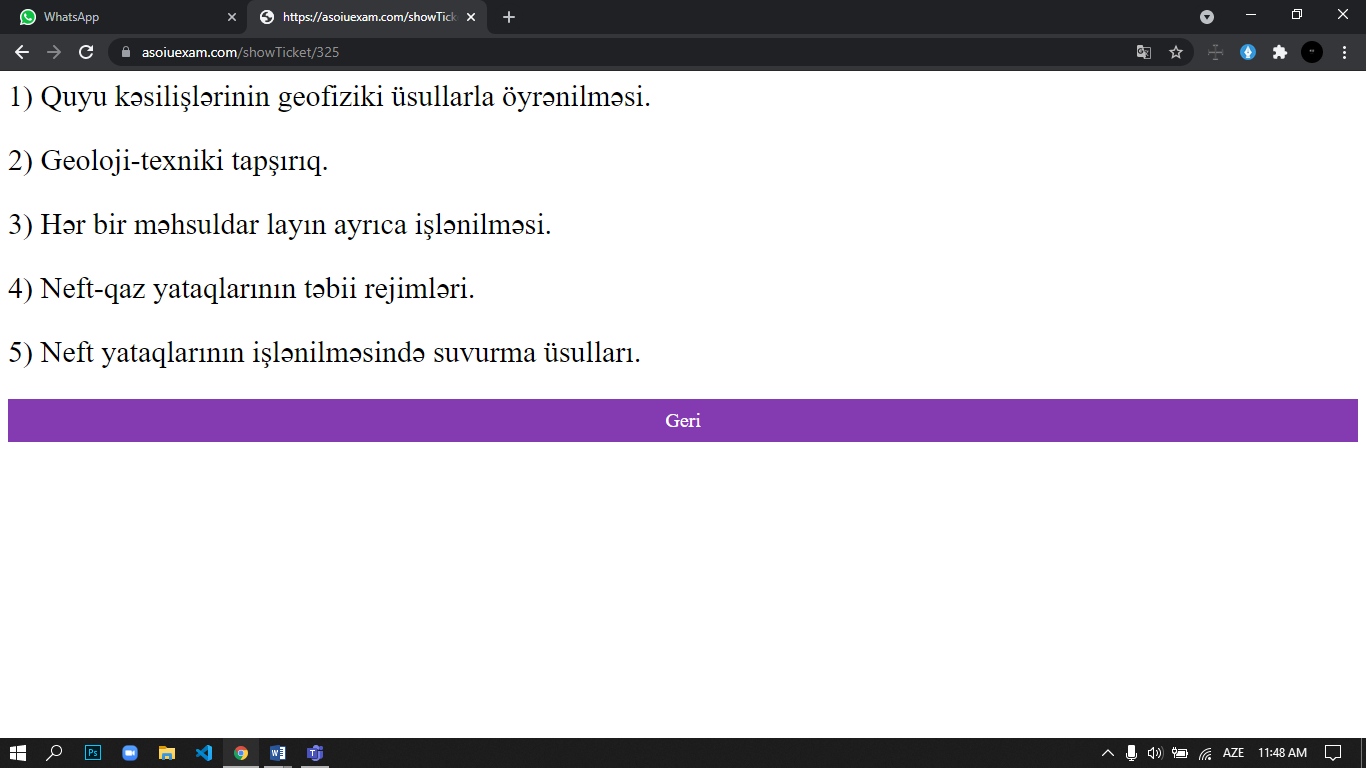 WhatsApp
https://asoiuexam.com/showTick
asoiuexam.com/showTicket/325
1) Quyu kəsilişlərinin geofiziki üsullarla öyrənilməsi.
2) Geoloji-texniki tapşırıq.
3) Hər bir məhsuldar layın ayrıca işlənilməsi.
4) Neft-qaz yataqlarının təbii rejimləri.
5) Neft yataqlarının işlənilməsində suvurma üsulları.
Geri
Ps
AZE
11:48 AM